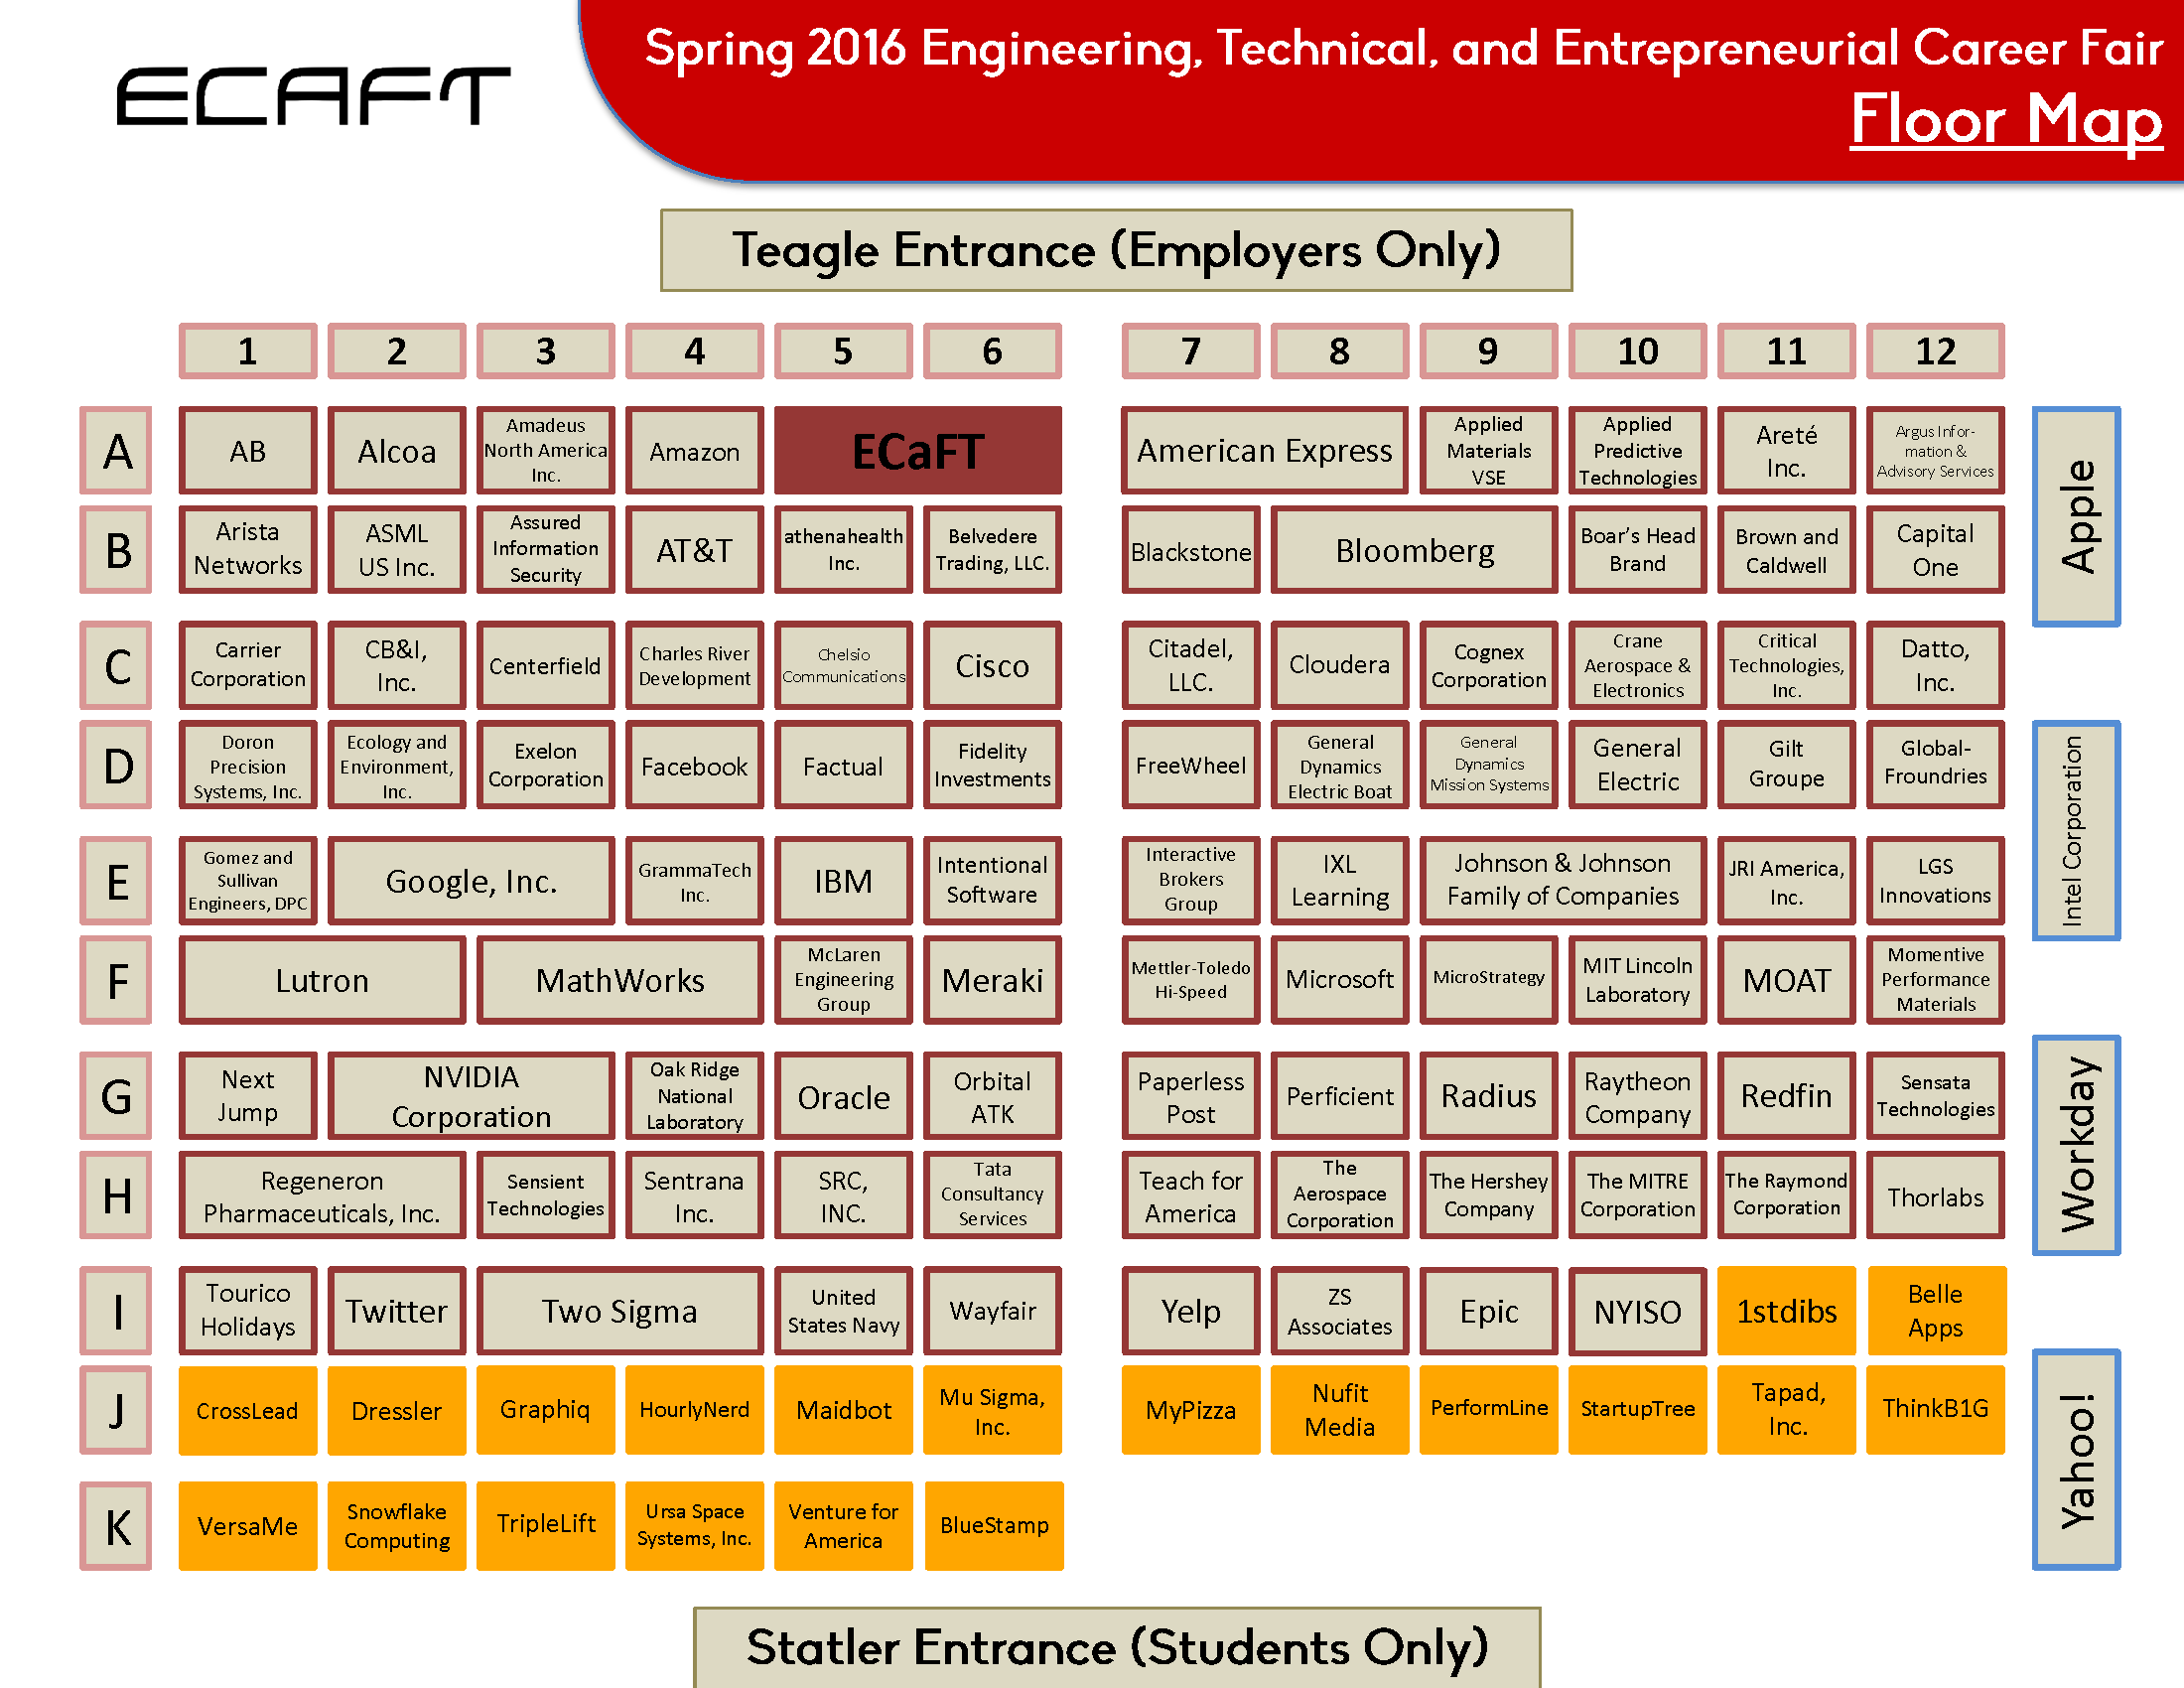 ECAFT
Spring 2016 Engineering, Technical, and Entrepreneurial Career Fair
Floor Map
Teagle Entrance (Employers Only)
1 2 3 4 5 6 7 8 9 10 11 12
A
AB
Alcoa
Amadeus
North America
Inc.
Amazon
ECaFT
American Express
Applied
Materials
VSE
Applied
Predictive
Technologies
Areté
Inc.
Argus Infor-
mation &
Advisory Services
B
Arista
Networks
ASML
US Inc.
Assured
Information
Security
AT&T
athenahealth
Inc.
Belvedere
Trading, LLC.
Blackstone
Bloomberg
Boar's Head
Brand
Brown and
Caldwell
Capital
One
Apple
C
Carrier
Corporation
CB&I,
Inc.
Centerfield
Charles River
Development
Chelsio
Communications
Cisco
Citadel,
LLC.
Cloudera
Cognex
Corporation
Crane
Aerospace &
Electronics
Critical
Technologies,
Inc.
Datto,
Inc.
D
Doron
Precision
Systems, Inc.
Ecology and
Environment,
Inc.
Exelon
Corporation
Facebook
Factual
Fidelity
Investments
FreeWheel
General
Dynamics
Electric Boat
General
Dynamics
Mission Systems
General
Electric
Gilt
Groupe
Global-
Froundries
Intel Corporation
E
Gomez and
Sullivan
Engineers, DPC
Google, Inc.
GrammaTech
Inc.
IBM
Intentional
Software
Interactive
Brokers
Group
IXL
Learning
Johnson & Johnson
Family of Companies
JRI America,
Inc.
LGS
Innovations
F
Lutron
MathWorks
McLaren
Engineering
Group
Meraki
Mettler-Toledo
Hi-Speed
Microsoft
MicroStrategy
MIT Lincoln
Laboratory
MOAT
Momentive
Performance
Materials
G
Next
Jump
NVIDIA
Corporation
Oak Ridge
National
Laboratory
Oracle
Orbital
ATK
Paperless
Post
Perficient
Radius
Raytheon
Company
Redfin
Sensata
Technologies
Workday
H
Regeneron
Pharmaceuticals, Inc.
Sensient
Technologies
Sentrana
Inc.
SRC,
INC.
Tata
Consultancy
Services
Teach for
America
The
Aerospace
Corporation
The Hershey
Company
The MITRE
Corporation
The Raymond
Corporation
Thorlabs
I
Tourico
Holidays
Twitter
Two Sigma
United
States Navy
Wayfair
Yelp
ZS
Associates
Epic
NYISO
1stdibs
Belle
Apps
J
CrossLead
Dressler
Graphiq
HourlyNerd
Maidbot
Mu Sigma,
Inc.
MyPizza
Nufit
Media
PerformLine
StartupTree
Tapad,
Inc.
ThinkB1G
Yahoo!
K
VersaMe
Snowflake
Computing
TripleLift
Ursa Space
Systems, Inc.
Venture for
America
BlueStamp
Statler Entrance (Students Only)